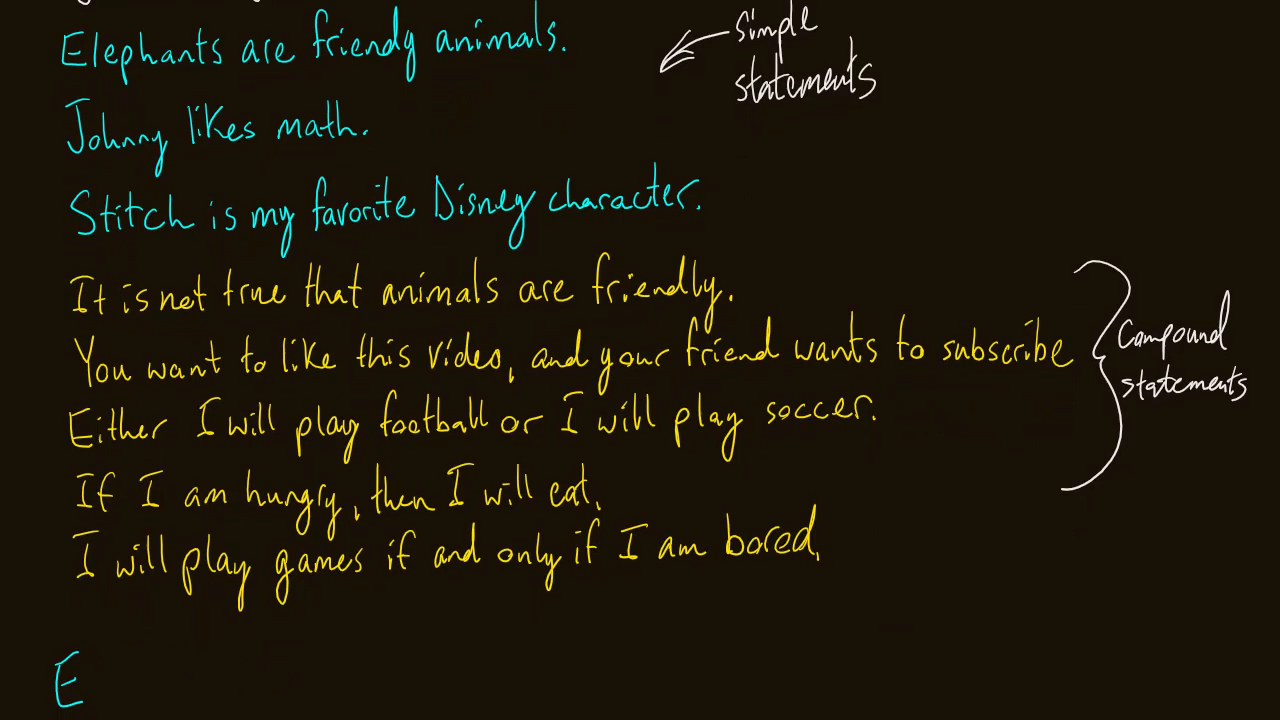 Elephants are friendy animals.
Simple
statements
Johnny likes math.
Stitch is my favorite Disney character.
It is not true that animals are friendly.
You want to like this video, and your friend wants to subscribe
Compound
statements
Either I will play football or I will play soccer.
If I am hungry, then I will eat.
I will play games if and only if I am bored.
E